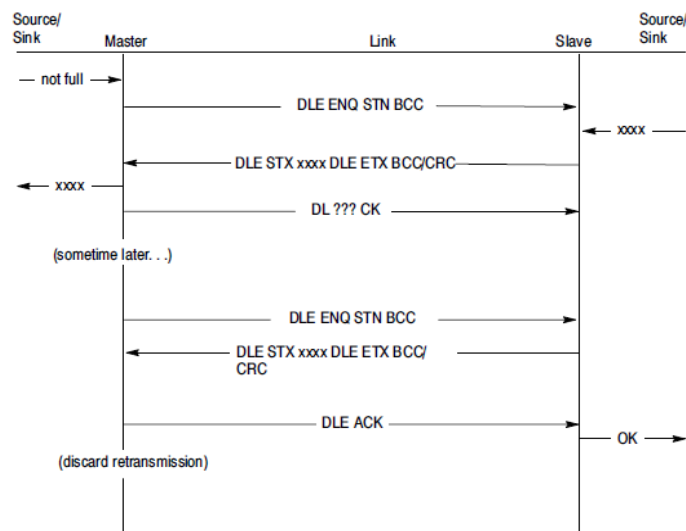 Source/
Sink
Master
Link
Slave
Source/
Sink
not full
DLE ENQ STN BCC
xxxx
DLE STX xxxx DLE ETX BCC/CRC
xxxx
DL ??? CK
(sometime later. . .)
DLE ENQ STN BCC
DLE STX xxxx DLE ETX BCC/
CRC
DLE ACK
OK
(discard retransmission)